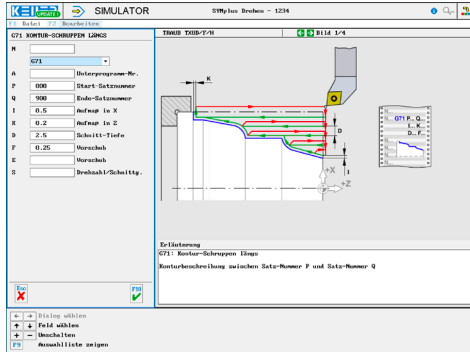 KELLER UPDATE! SIMULATOR SYMplus Drehen - 1234
F1 Datei F2 Bearbeiten
G71 KONTUR-SCHRUPPEN LÄNGS
TRAUB TX8D/F/H Bild 1/4
N
G71
A Unterprogramm-Nr.
P 800 Start-Satznummer
Q 900 Ende-Satznummer
I 0.5 Aufmaß in X
K 0.2 Aufmaß in Z
D 2.5 Schnitt-Tiefe
F 0.25 Vorschub
E Vorschub
S Drehzahl/Schnittg.
K
D
I
+X
+Z
N...
N... G71 P... Q...
I... K...
D... F...
Erläuterung
G71: Kontur-Schruppen längs
Konturbeschreibung zwischen Satz-Nummer P und Satz-Nummer Q
Esc F10
Dialog wählen
Feld wählen
+ - Umschalten
F9 Auswahlliste zeigen